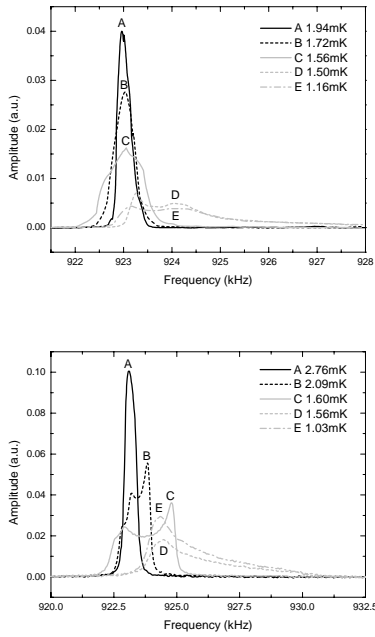 A
A 1.94mK
B 1.72mK
C 1.56mK
D 1.50mK
E 1.16mK
B
C
D
E
0.04
0.03
0.02
0.01
0.00
Amplitude (a.u.)
922 923 924 925 926 927 928
Frequency (kHz)
A
A 2.76mK
B 2.09mK
C 1.60mK
D 1.56mK
E 1.03mK
B
C
E
D
0.10
0.08
0.06
0.04
0.02
0.00
Amplitude (a.u.)
920.0 922.5 925.0 927.5 930.0 932.5
Frequency (kHz)